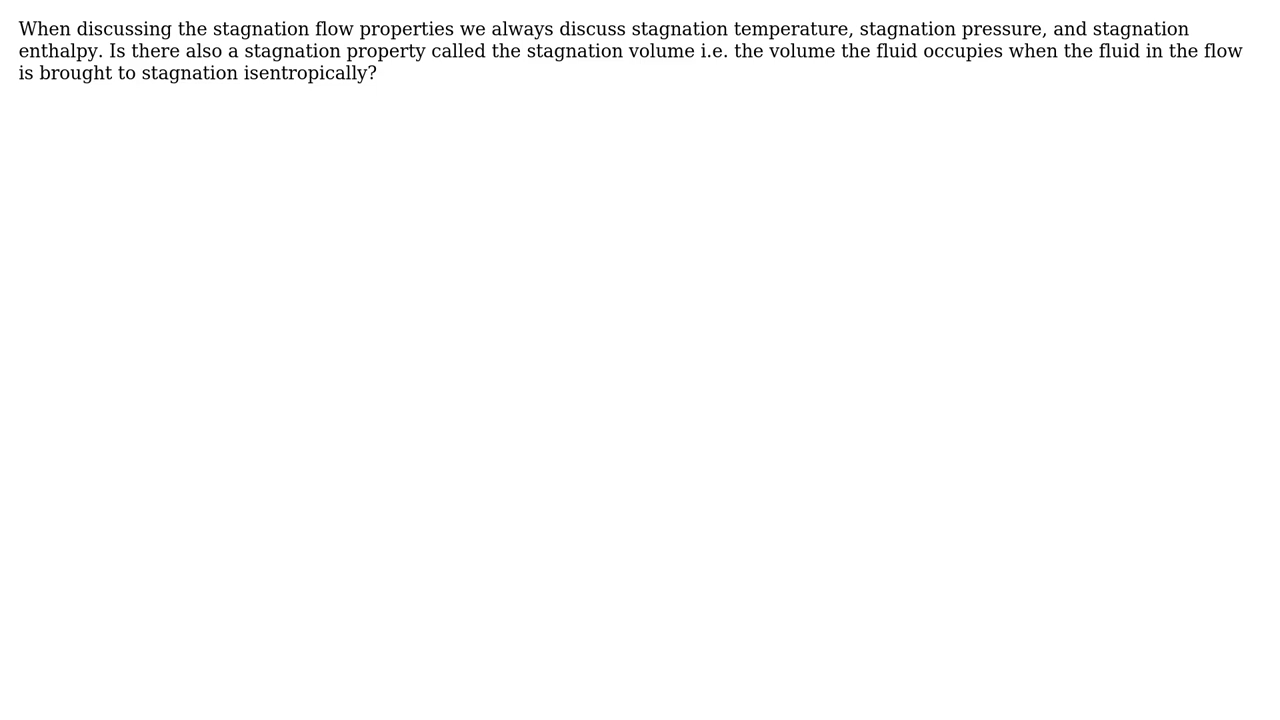 When discussing the stagnation flow properties we always discuss stagnation temperature, stagnation pressure, and stagnation
enthalpy. Is there also a stagnation property called the stagnation volume i.e. the volume the fluid occupies when the fluid in the flow
is brought to stagnation isentropically?